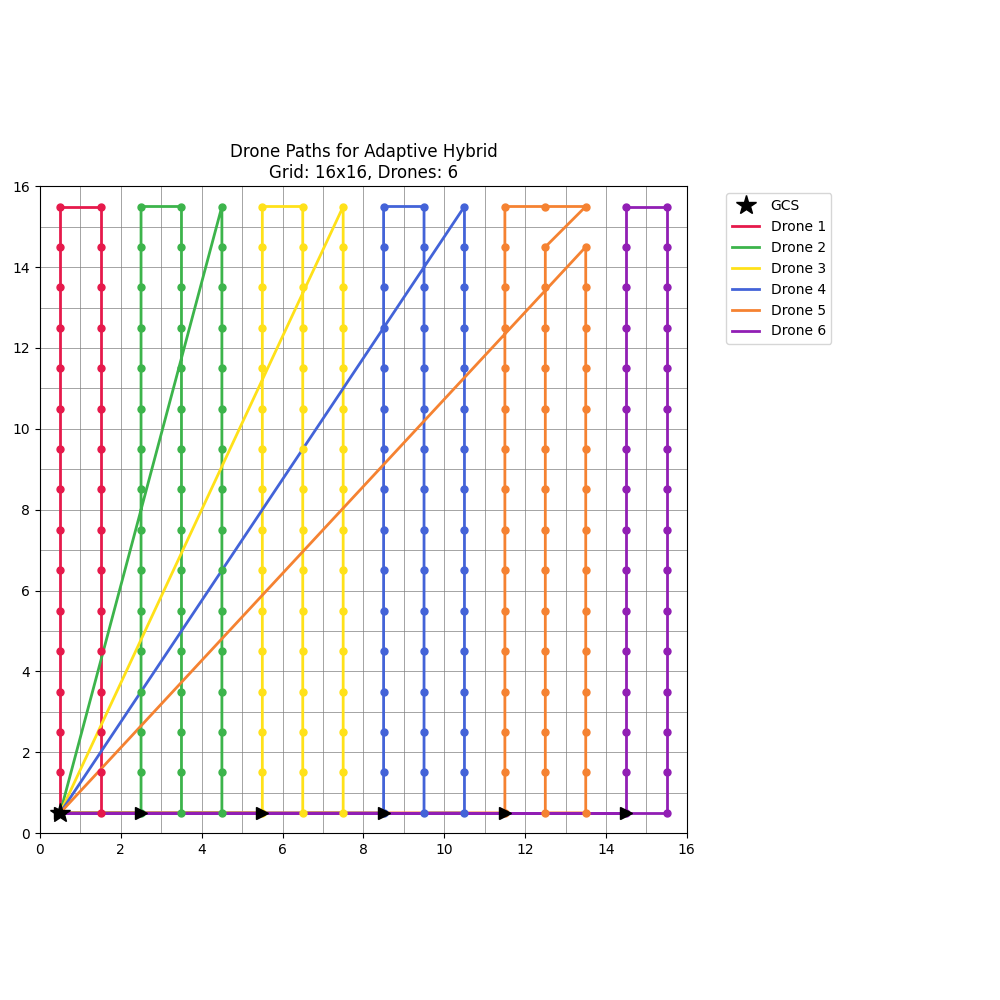 Drone Paths for Adaptive Hybrid
Grid: 16x16, Drones: 6
16
14
12
10
8
6
4
2
0
0 2 4 6 8 10 12 14 16
GCS
Drone 1
Drone 2
Drone 3
Drone 4
Drone 5
Drone 6